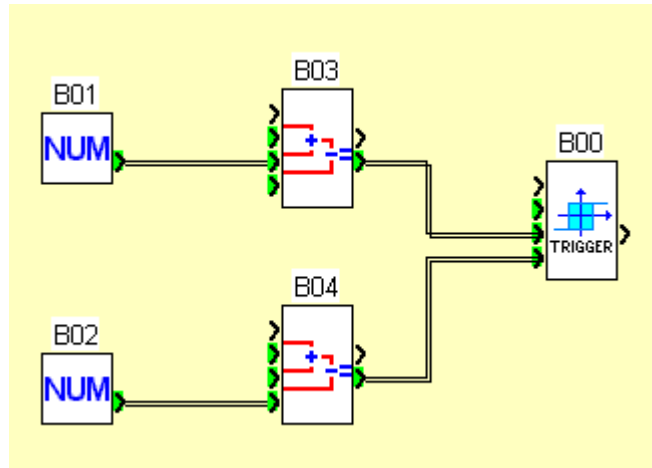 B01
NUM
B03
+
-=
B00
TRIGGER
B02
NUM
B04
+
-=